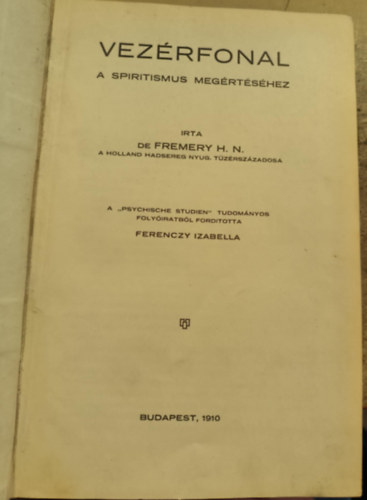 VEZÉRFONAL
A SPIRITISMUS MEGÉRTÉSÉHEZ
IRTA
DE FREMERY H. N.
A HOLLAND HADSEREG NYUG. TÜZÉRSZÁZADOSA
A „PSYCHISCHE STUDIEN“ TUDOMÁNYOS
FOLYÓIRATBÓL FORDITOTTA
FERENCZY IZABELLA
BUDAPEST, 1910